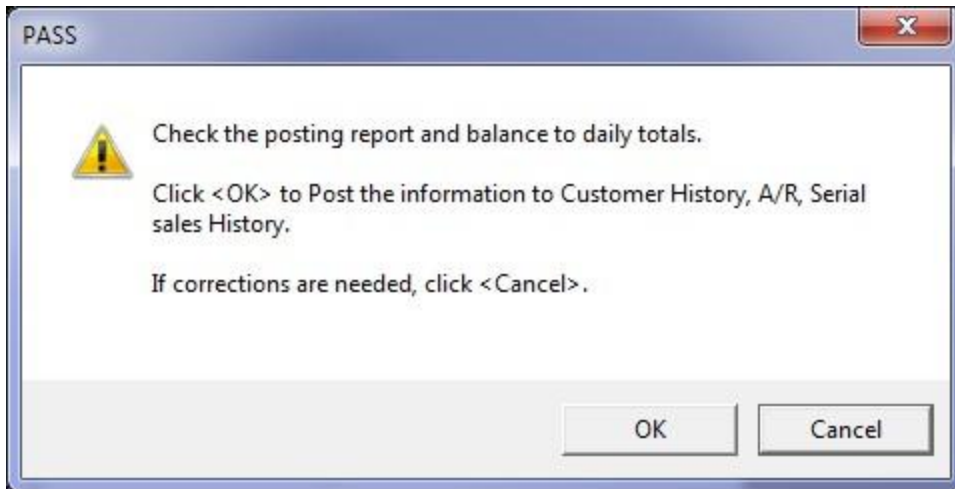 PASS
Check the posting report and balance to daily totals.
Click <OK> to Post the information to Customer History, A/R, Serial
sales History.
If corrections are needed, click <Cancel>.
OK
Cancel